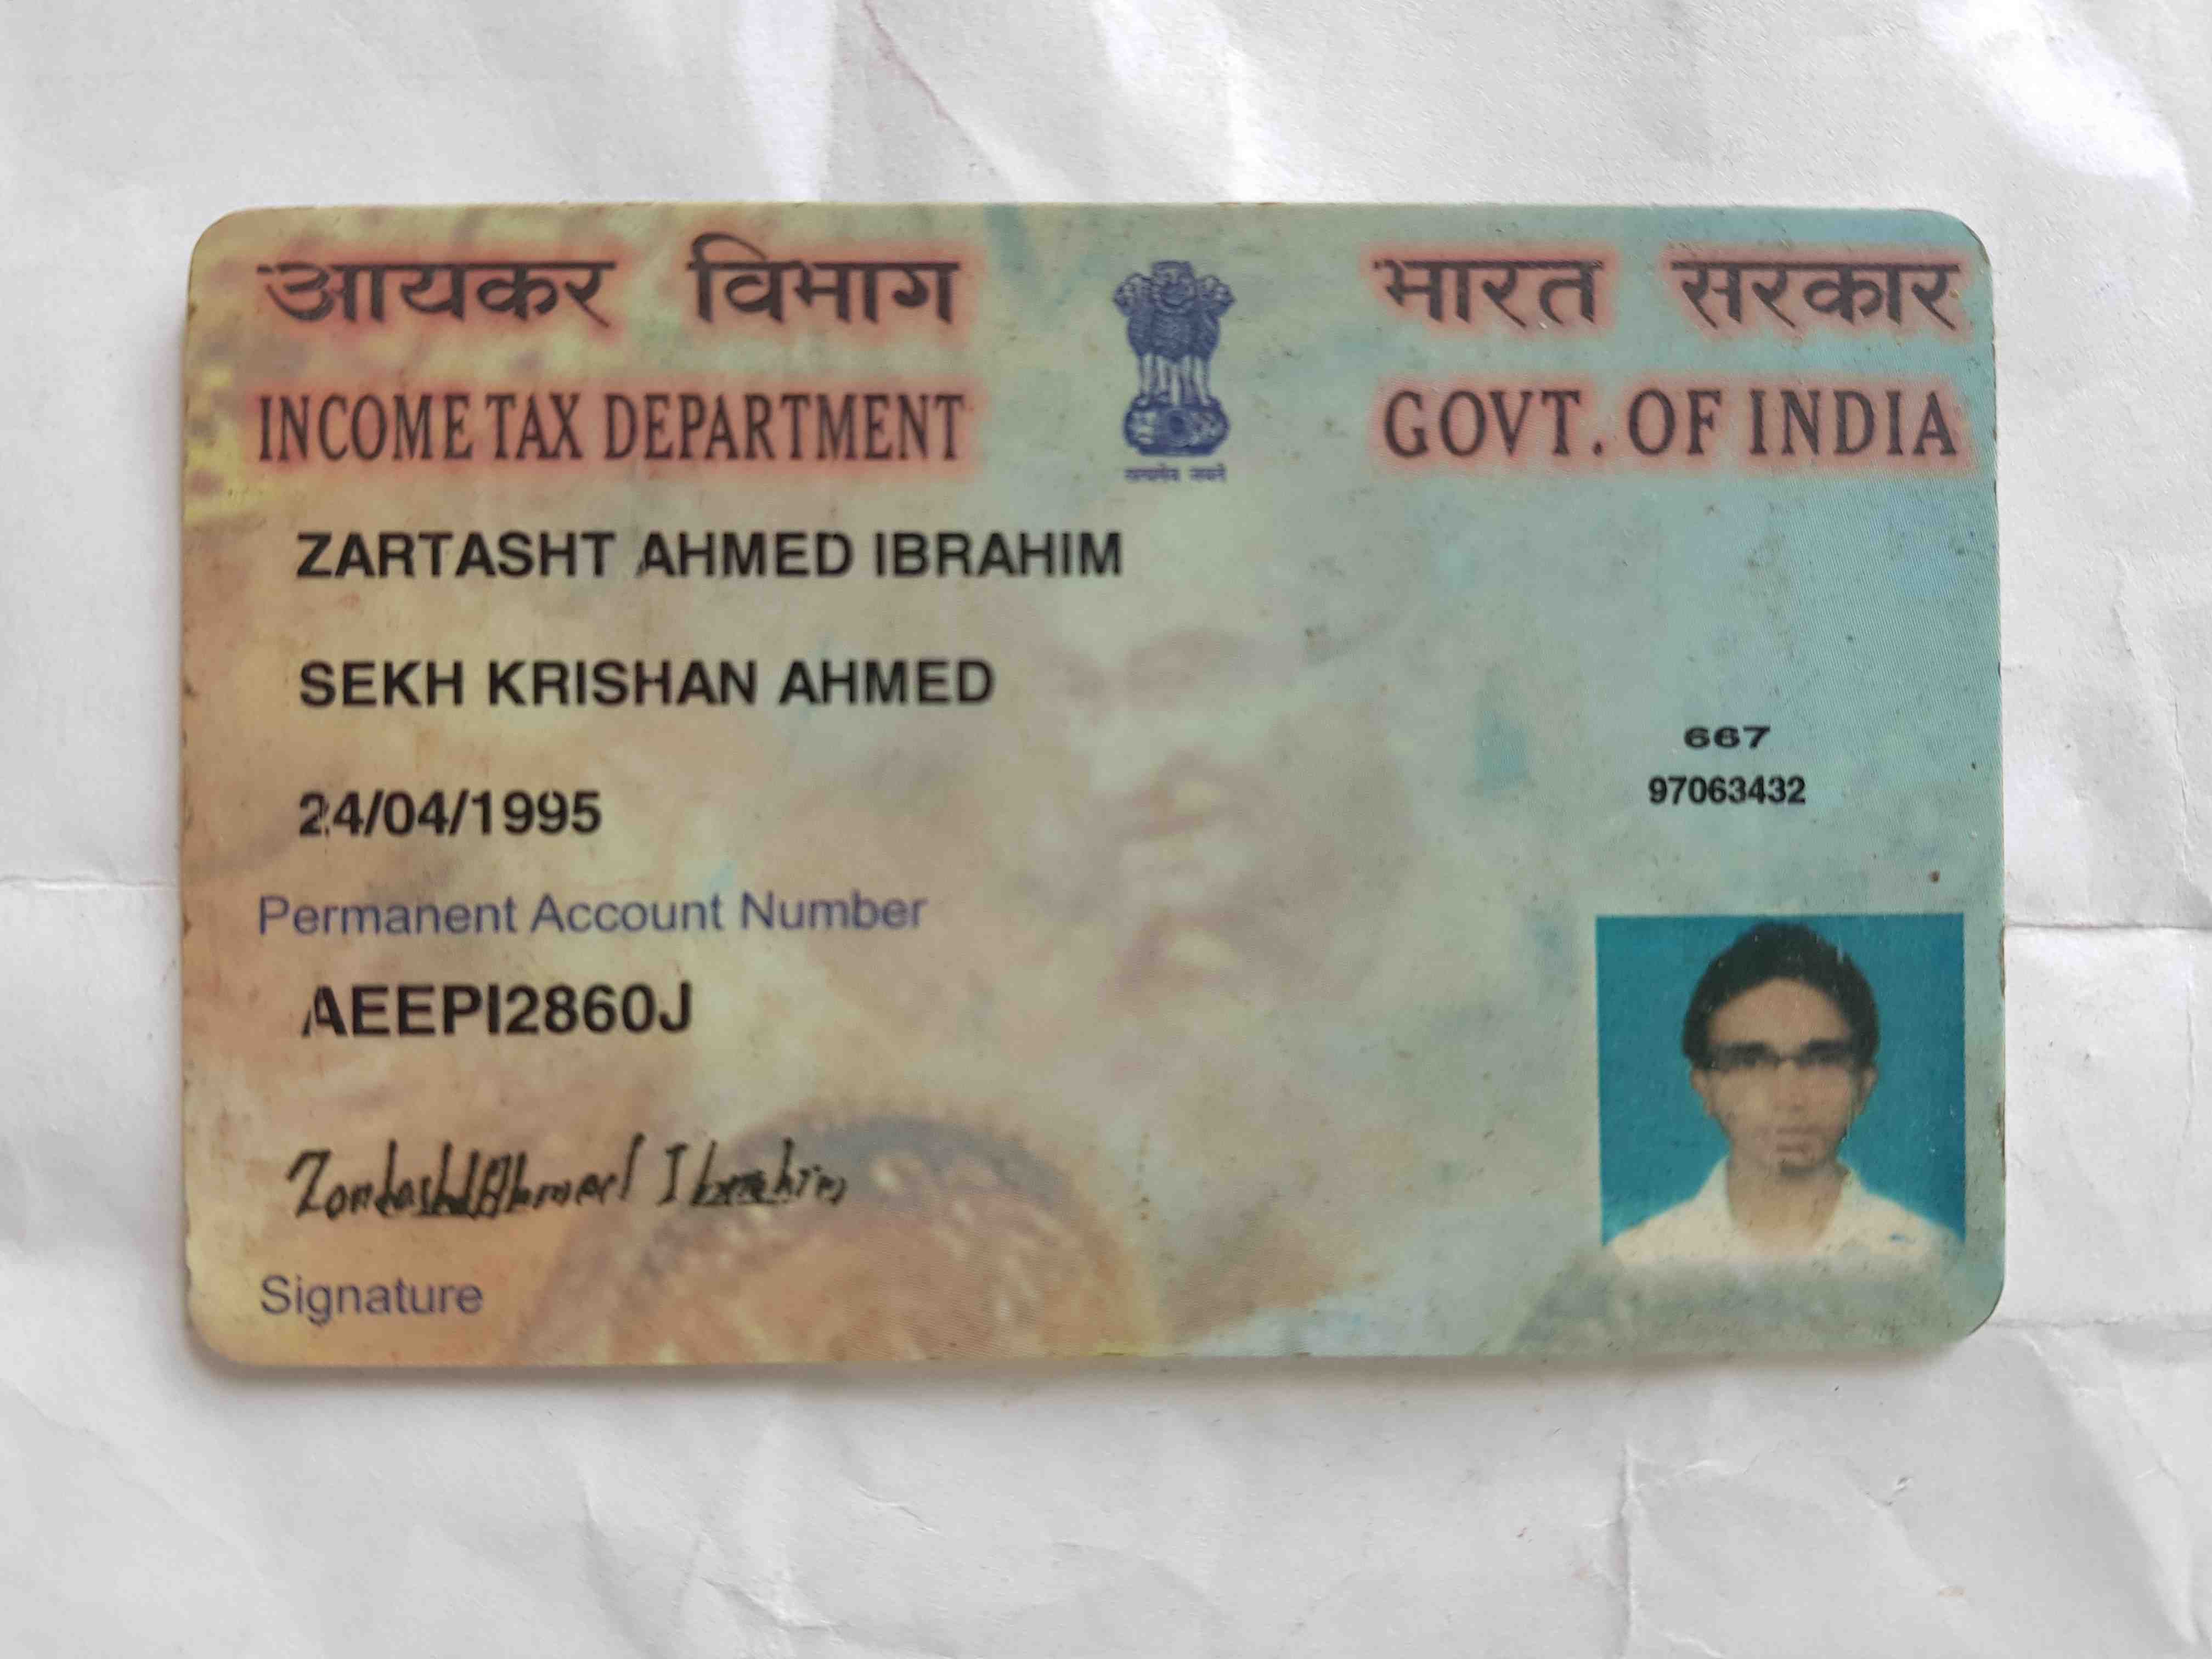 आयकर विभाग
भारत सरकार
INCOME TAX DEPARTMENT
GOVT. OF INDIA
सत्यमेव जयते
ZARTASHT AHMED IBRAHIM
SEKH KRISHAN AHMED
667
97063432
24/04/1995
Permanent Account Number
AEEPI2860J
Zartasht Ahmed Ibrahim
Signature